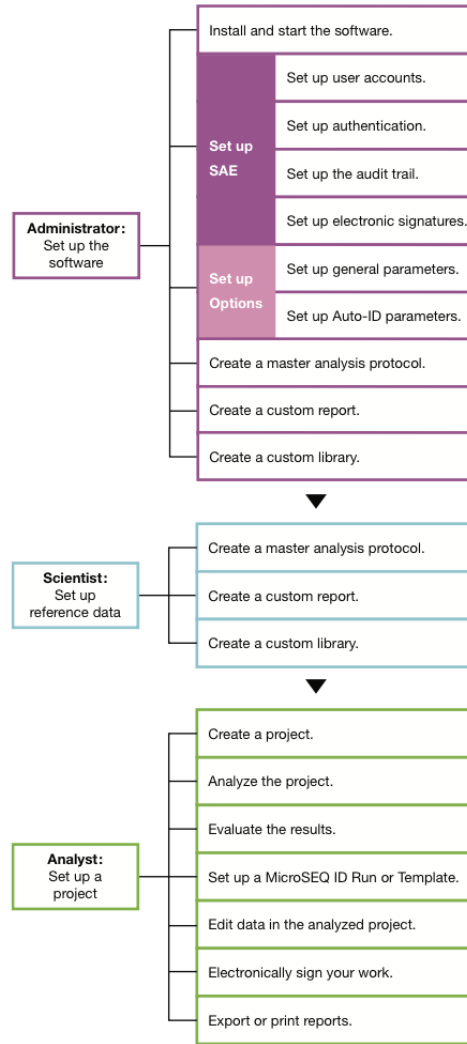 Install and start the software.
Set up
SAE
Set up user accounts.
Set up authentication.
Set up the audit trail.
Set up electronic signatures.
Administrator:
Set up the
software
Set up
Options
Set up general parameters.
Set up Auto-ID parameters.
Create a master analysis protocol.
Create a custom report.
Create a custom library.
Scientist:
Set up
reference data
Create a master analysis protocol.
Create a custom report.
Create a custom library.
Analyst:
Set up a
project
Create a project.
Analyze the project.
Evaluate the results.
Set up a MicroSEQ ID Run or Template.
Edit data in the analyzed project.
Electronically sign your work.
Export or print reports.